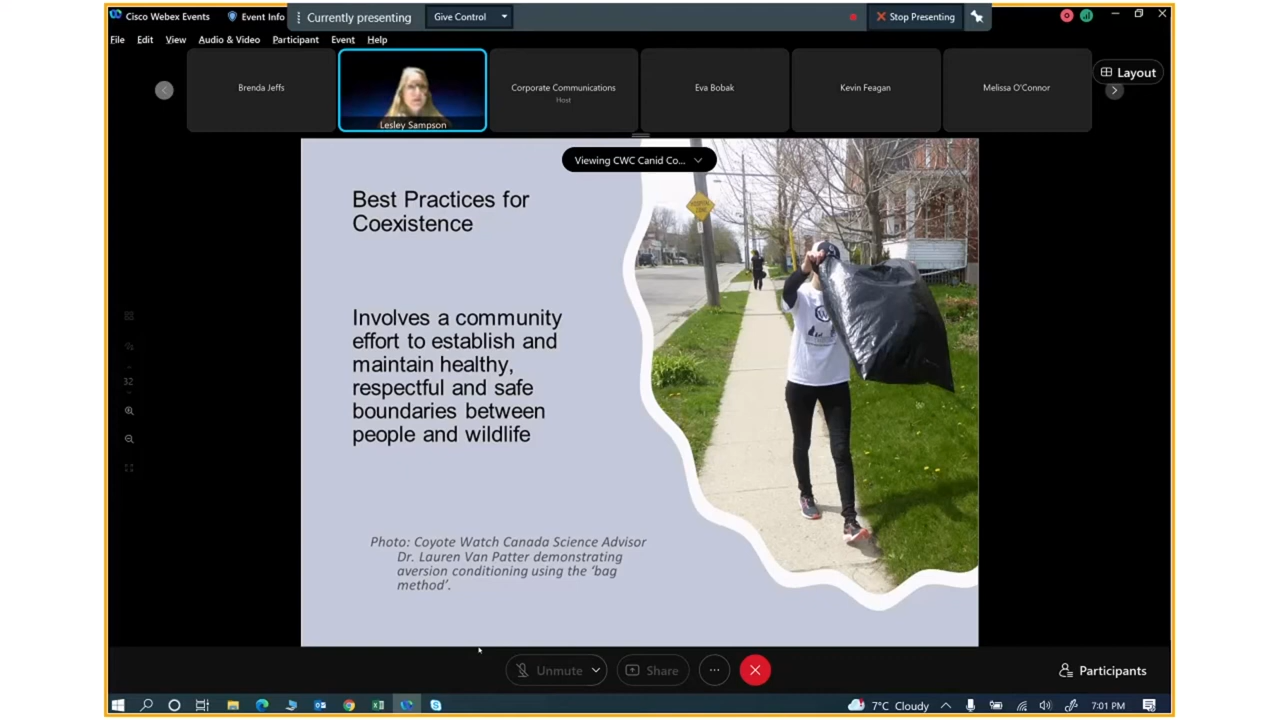 Cisco Webex Events
Event Info
Currently presenting
Give Control
Stop Presenting
File Edit View Audio & Video Participant Event Help
Brenda Jeffs
Lesley Sampson
Corporate Communications
Host
Eva Bobak
Kevin Feagan
Melissa O'Connor
Layout
Viewing CWC Canid Co...
Best Practices for
Coexistence
HOSPITAL
ZONE
Involves a community
effort to establish and
maintain healthy,
respectful and safe
boundaries between
people and wildlife
32
Photo: Coyote Watch Canada Science Advisor
Dr. Lauren Van Patter demonstrating
aversion conditioning using the ‘bag
method’.
Unmute
Share
Participants
7°C Cloudy
7:01 PM